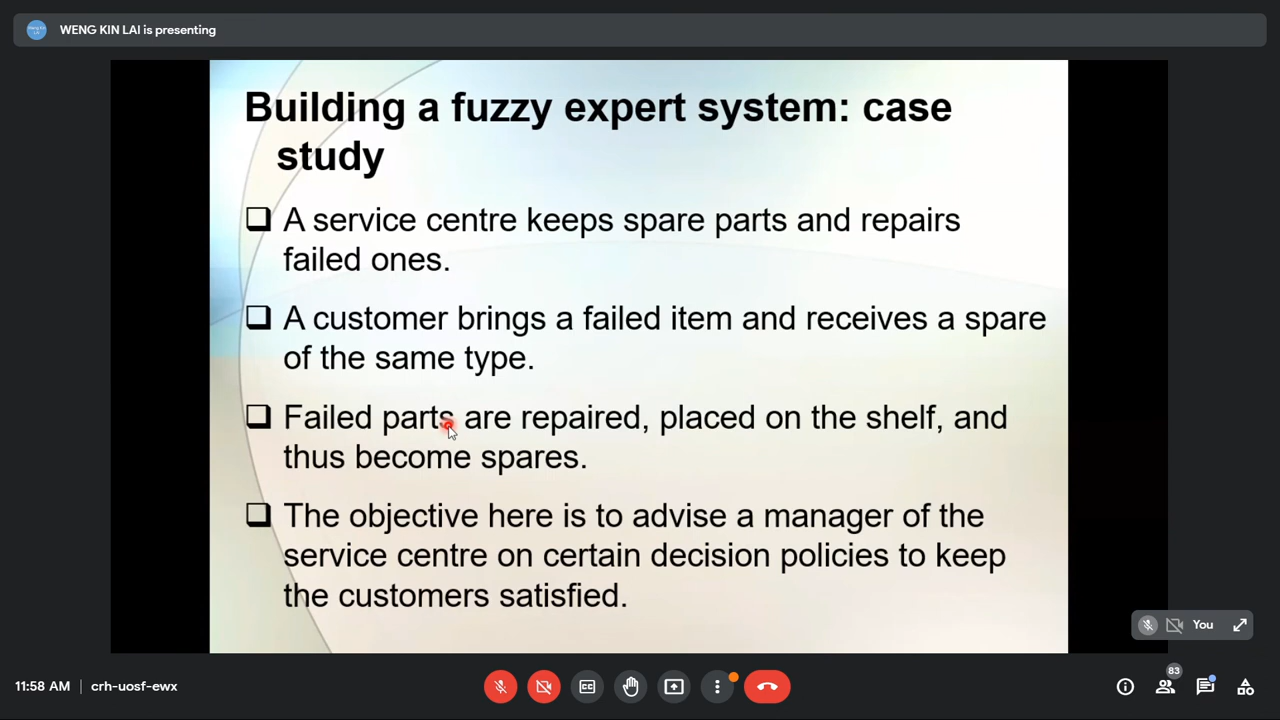 WENG KIN LAI is presenting
Building a fuzzy expert system: case
study
A service centre keeps spare parts and repairs
failed ones.
A customer brings a failed item and receives a spare
of the same type.
Failed parts are repaired, placed on the shelf, and
thus become spares.
The objective here is to advise a manager of the
service centre on certain decision policies to keep
the customers satisfied.
You
11:58 AM | crh-uosf-ewx
83